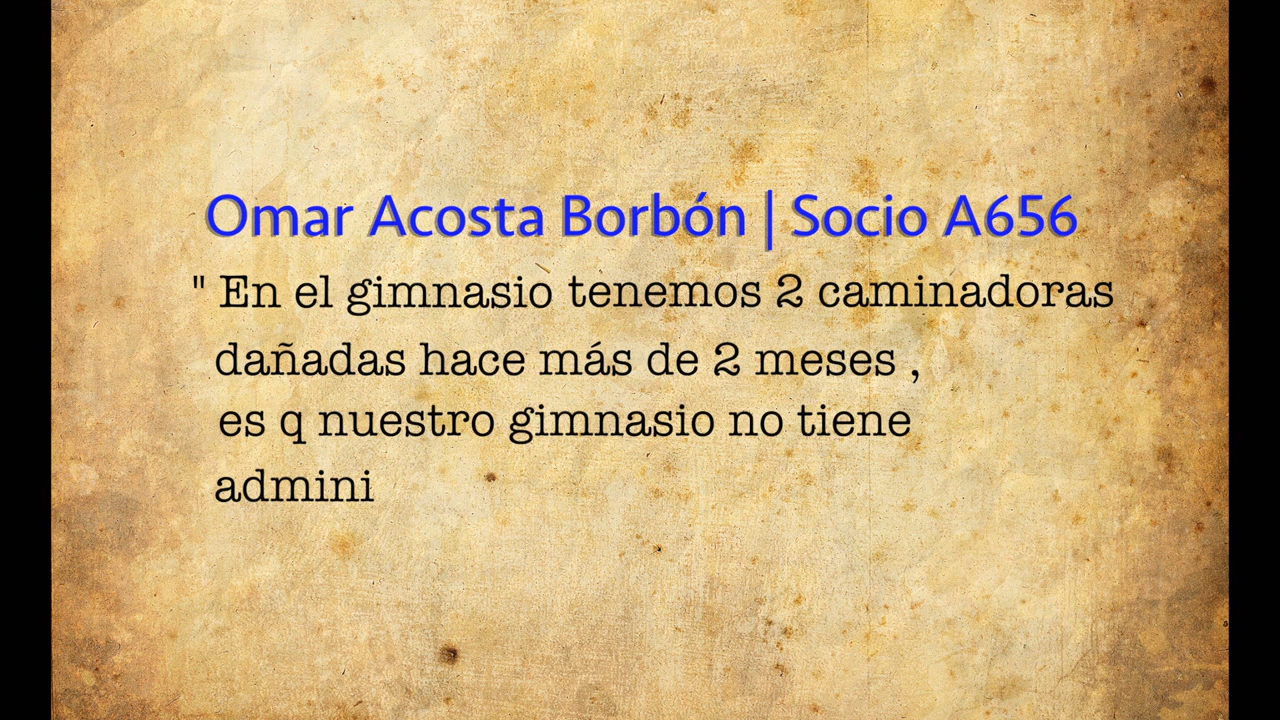 Omar Acosta Borbón | Socio A656
" En el gimnasio tenemos 2 caminadoras
dañadas hace más de 2 meses ,
es q nuestro gimnasio no tiene
admini